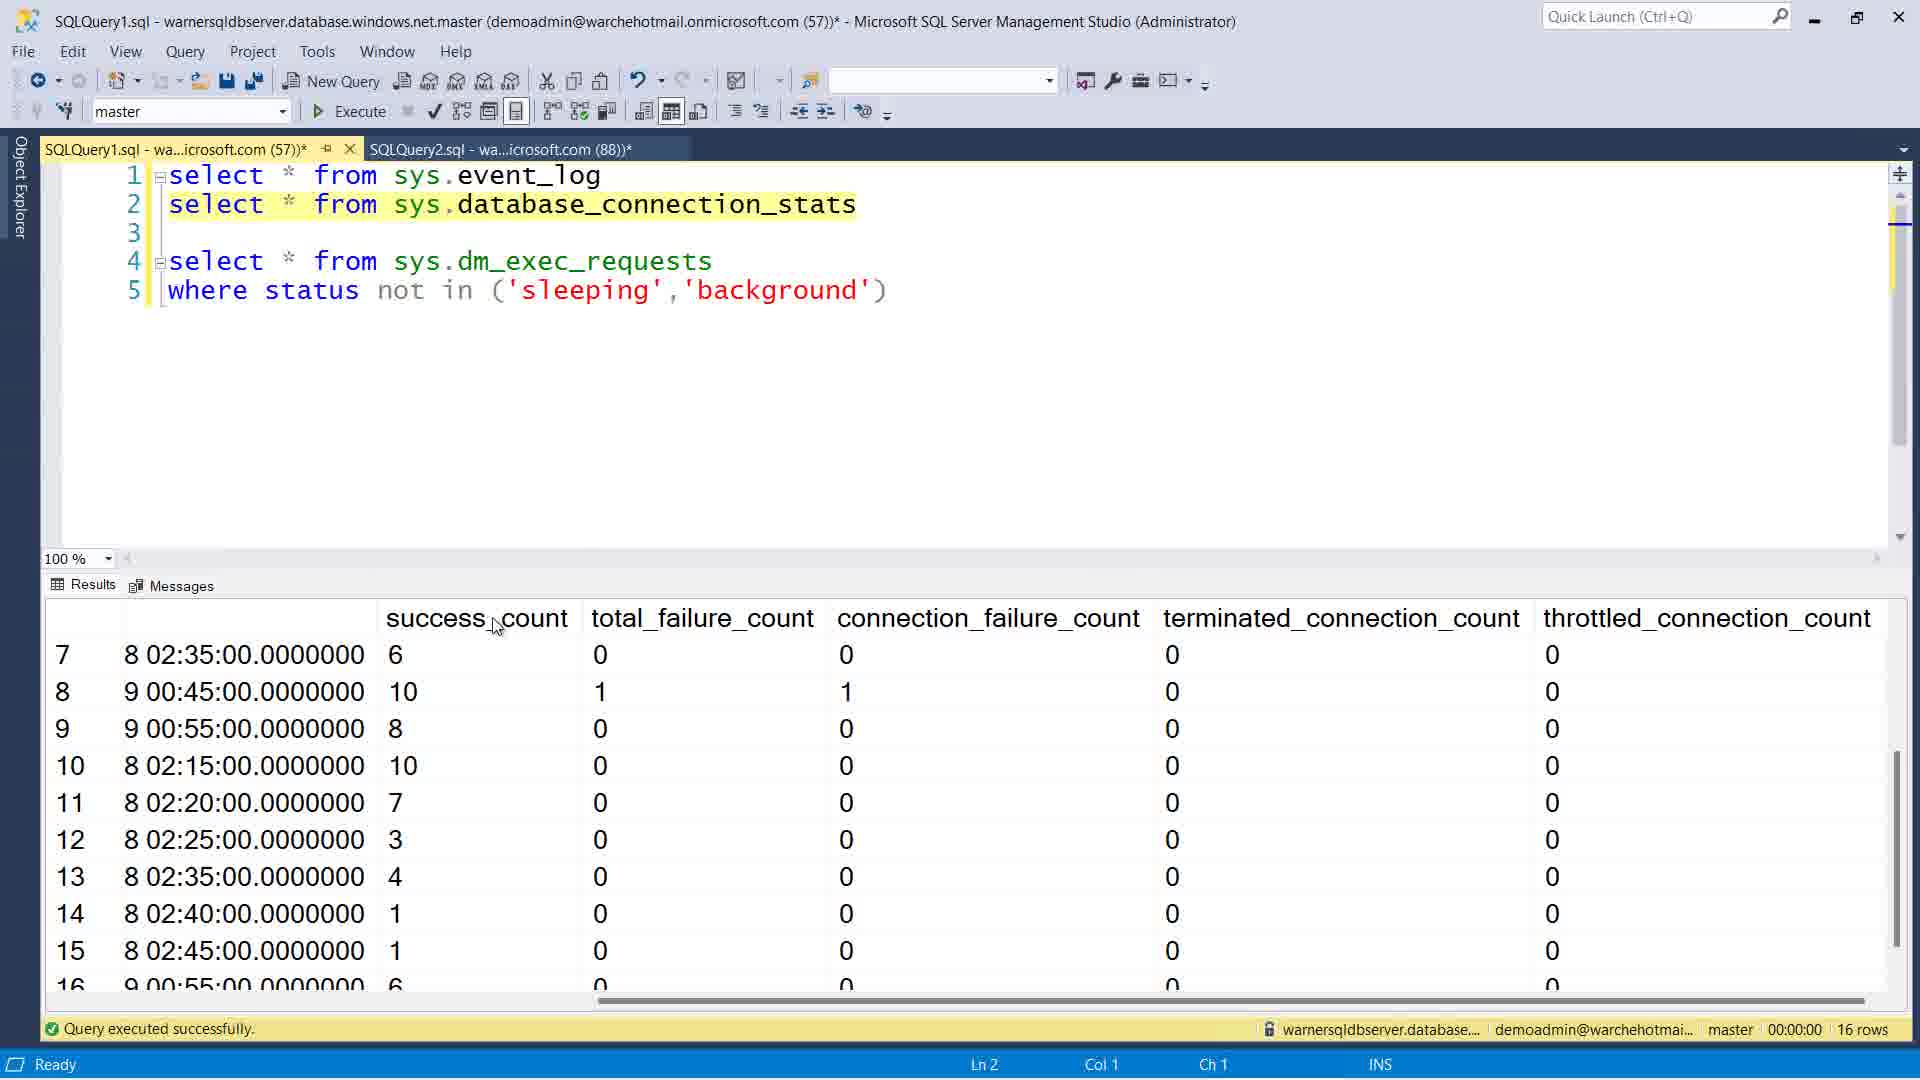 SQLQuery1.sql - warnersqldbserver.database.windows.net.master (demoadmin@warchehotmail.onmicrosoft.com (57))* - Microsoft SQL Server Management Studio (Administrator)
Quick Launch (Ctrl+Q)
File Edit View Query Project Tools Window Help
New Query
master Execute
Object Explorer
SQLQuery1.sql - wa...icrosoft.com (57))* SQLQuery2.sql - wa...icrosoft.com (88))*
1 select * from sys.event_log
2 select * from sys.database_connection_stats
3
4 select * from sys.dm_exec_requests
5 where status not in ('sleeping','background')
100 %
Results Messages
success_count total_failure_count connection_failure_count terminated_connection_count throttled_connection_count
7 8 02:35:00.0000000 6 0 0 0 0
8 9 00:45:00.0000000 10 1 1 0 0
9 9 00:55:00.0000000 8 0 0 0 0
10 8 02:15:00.0000000 10 0 0 0 0
11 8 02:20:00.0000000 7 0 0 0 0
12 8 02:25:00.0000000 3 0 0 0 0
13 8 02:35:00.0000000 4 0 0 0 0
14 8 02:40:00.0000000 1 0 0 0 0
15 8 02:45:00.0000000 1 0 0 0 0
16 9 00:55:00.0000000 6 0 0 0 0
Query executed successfully. warnersqldbserver.database.... demoadmin@warchehotmai... master 00:00:00 16 rows
Ready Ln 2 Col 1 Ch 1 INS